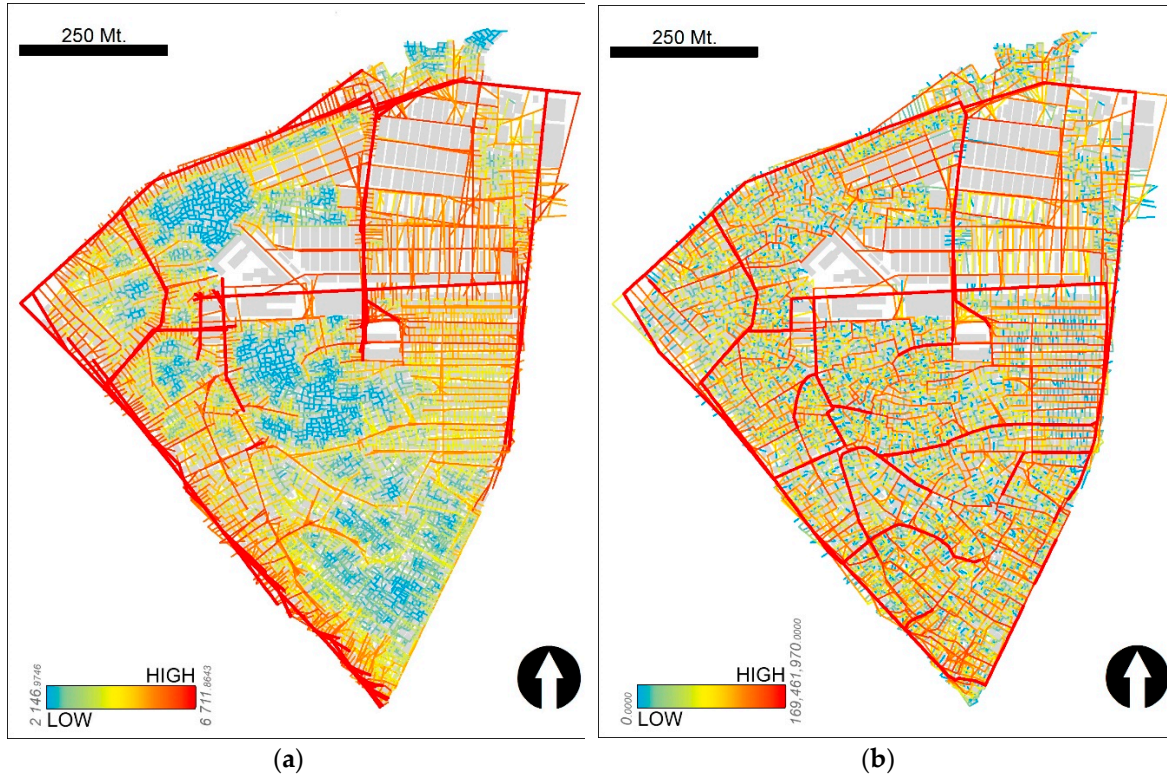 250 Mt.
250 Mt.
HIGH
LOW
2 146.9746
6 711.8643
HIGH
LOW
0.0000
169,461,970.0000
(a)
(b)